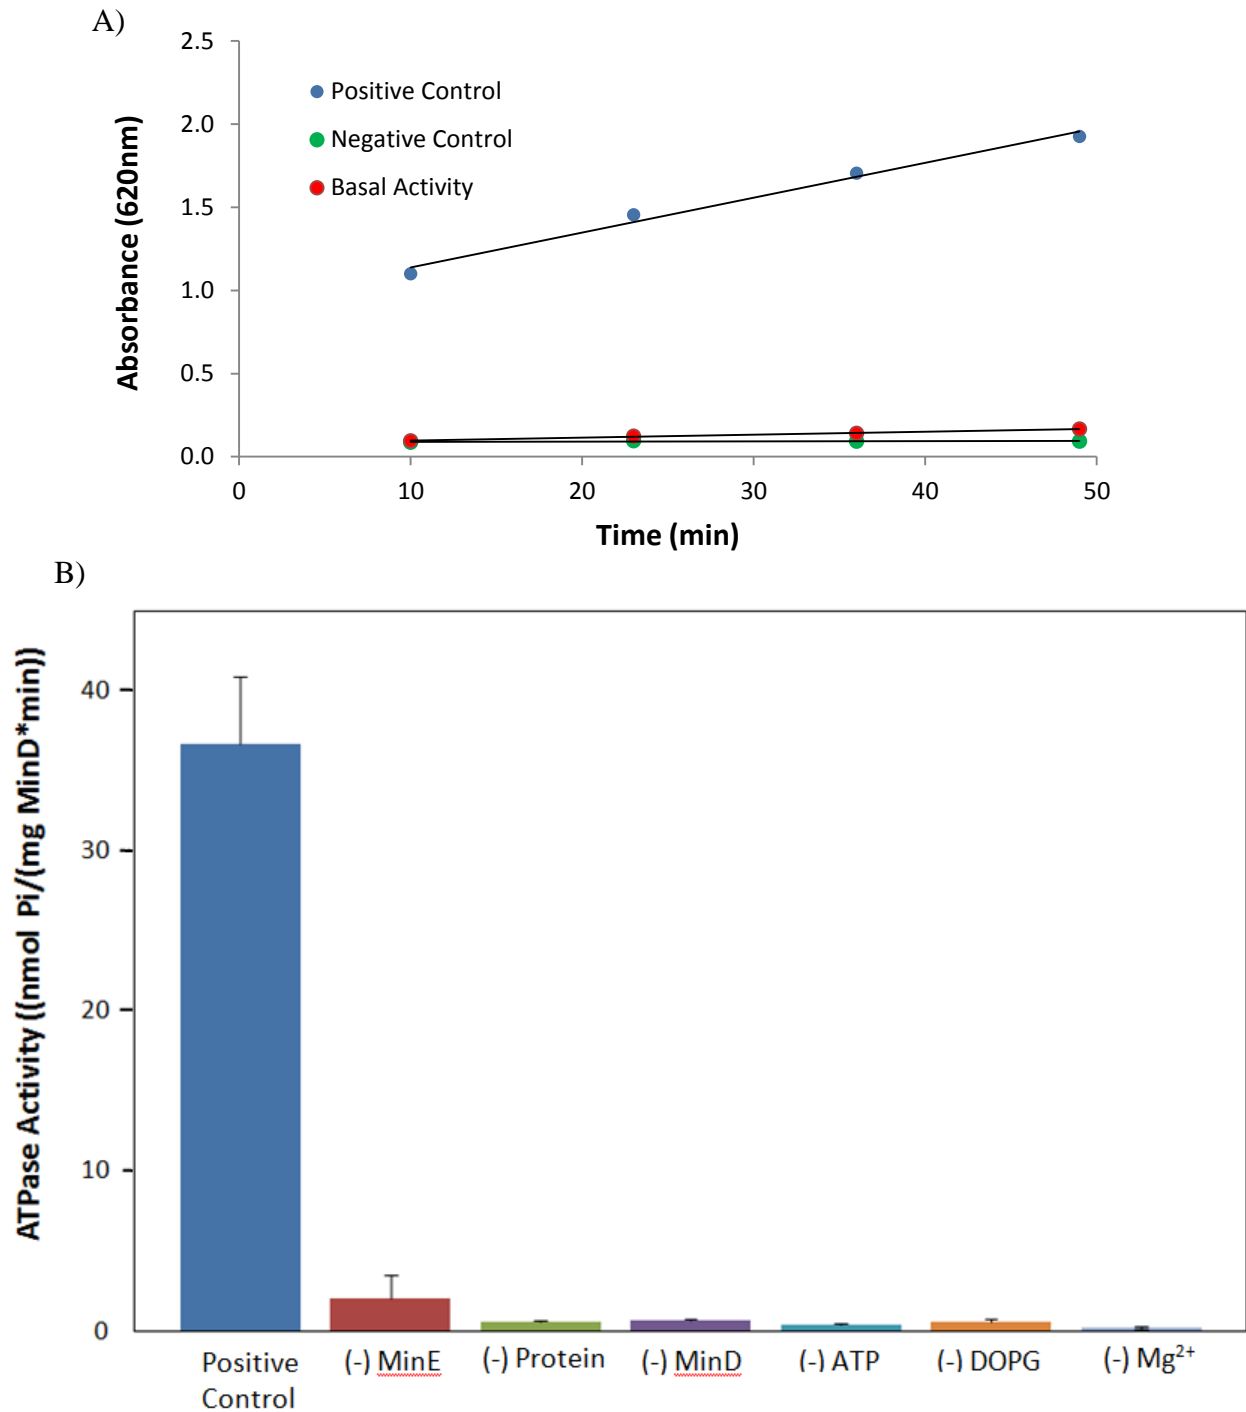 A)
2.5
2.0
1.5
1.0
0.5
0.0
Absorbance (620nm)
Positive Control
Negative Control
Basal Activity
0 10 20 30 40 50
Time (min)
B)
ATPase Activity ((nmol Pi/(mg MinD*min))
40
30
20
10
0
Positive Control
(-) MinE
(-) Protein
(-) MinD
(-) ATP
(-) DOPG
(-) Mg²⁺